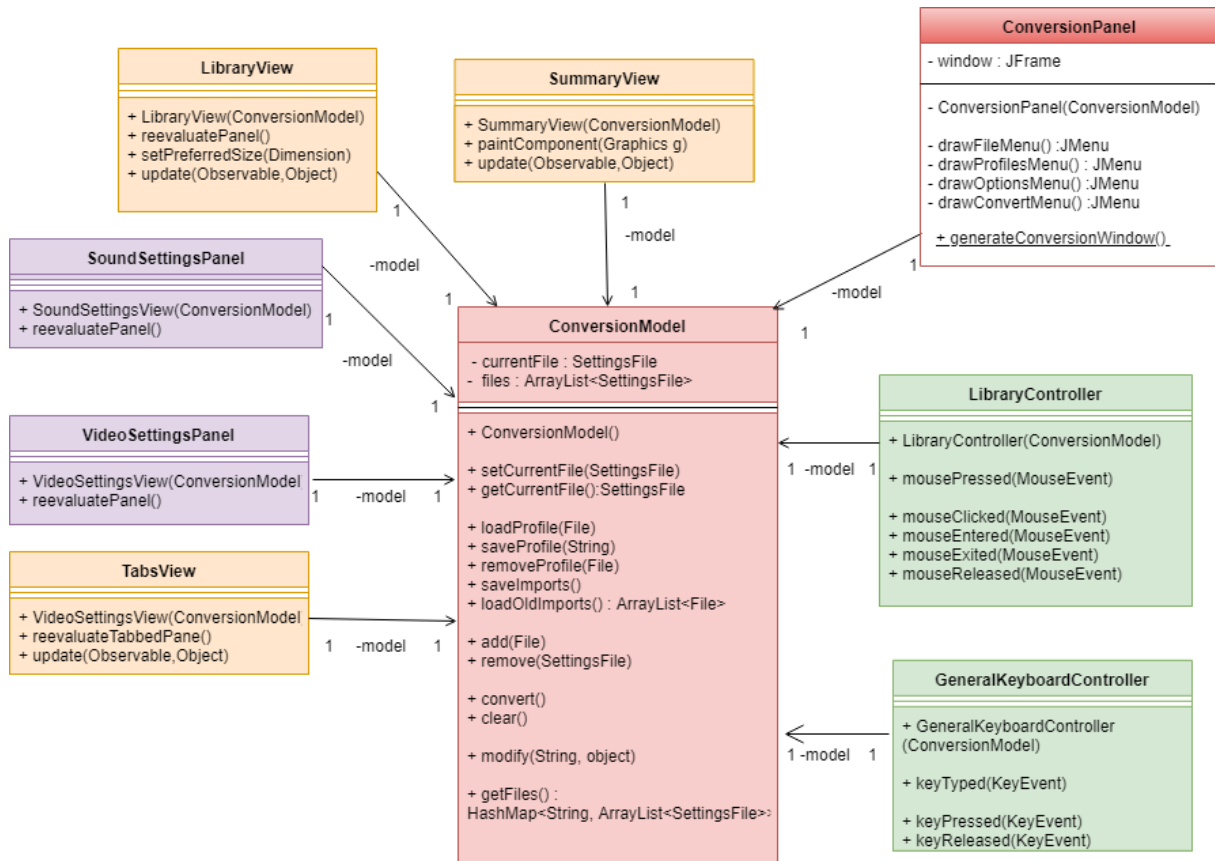 LibraryView
+ LibraryView(ConversionModel)
+ reevaluatePanel()
+ setPreferredSize(Dimension)
+ update(Observable,Object)
1
-model
1
SummaryView
+ SummaryView(ConversionModel)
+ paintComponent(Graphics g)
+ update(Observable,Object)
1
-model
1
ConversionPanel
- window : JFrame
- ConversionPanel(ConversionModel)
- drawFileMenu() :JMenu
- drawProfilesMenu() : JMenu
- drawOptionsMenu() : JMenu
- drawConvertMenu() :JMenu
+ generateConversionWindow()
1
-model
1
SoundSettingsPanel
+ SoundSettingsView(ConversionModel)
+ reevaluatePanel()
1
-model
1
VideoSettingsPanel
+ VideoSettingsView(ConversionModel
+ reevaluatePanel()
1
-model
1
TabsView
+ VideoSettingsView(ConversionModel
+ reevaluateTabbedPane()
+ update(Observable,Object)
1
-model
1
ConversionModel
- currentFile : SettingsFile
- files : ArrayList<SettingsFile>
+ ConversionModel()
+ setCurrentFile(SettingsFile)
+ getCurrentFile():SettingsFile
+ loadProfile(File)
+ saveProfile(String)
+ removeProfile(File)
+ saveImports()
+ loadOldImports() : ArrayList<File>
+ add(File)
+ remove(SettingsFile)
+ convert()
+ clear()
+ modify(String, object)
+ getFiles() :
HashMap<String, ArrayList<SettingsFile>>
LibraryController
+ LibraryController(ConversionModel)
+ mousePressed(MouseEvent)
+ mouseClicked(MouseEvent)
+ mouseEntered(MouseEvent)
+ mouseExited(MouseEvent)
+ mouseReleased(MouseEvent)
1 -model 1
GeneralKeyboardController
+ GeneralKeyboardController
(ConversionModel)
+ keyTyped(KeyEvent)
+ keyPressed(KeyEvent)
+ keyReleased(KeyEvent)
1 -model 1